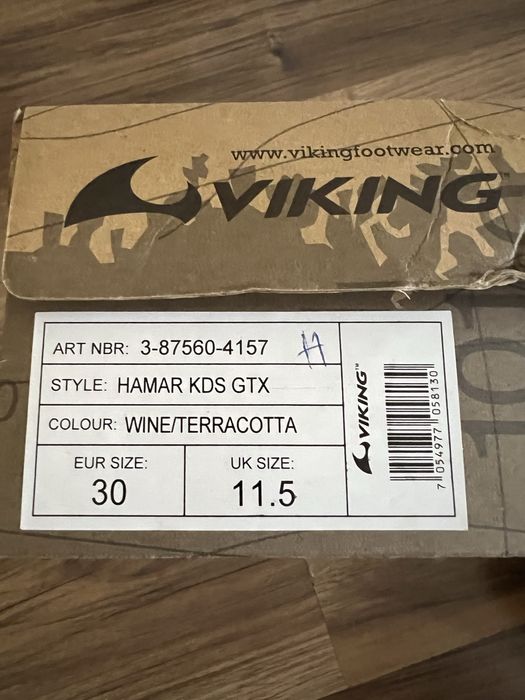 www.vikingfootwear.com
VIKING
ART NBR: 3-87560-4157
STYLE: HAMAR KDS GTX
COLOUR: WINE/TERRACOTTA
EUR SIZE:
30
UK SIZE:
11.5
VIKING™
7 054977 058130